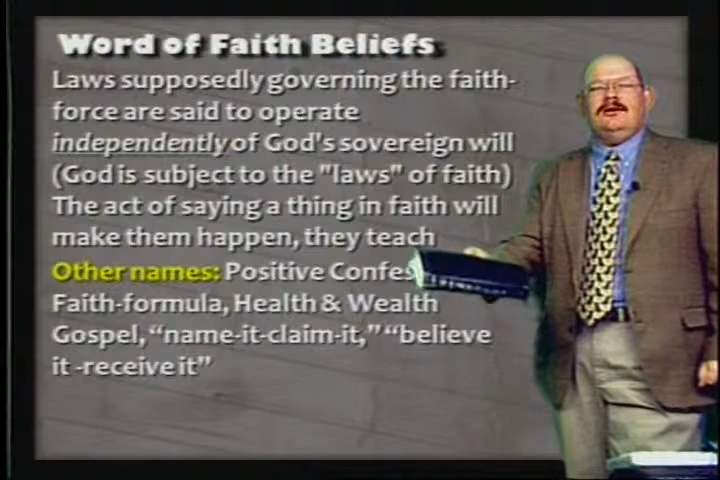 Word of Faith Beliefs
Laws supposedly governing the faith-
force are said to operate
independently of God's sovereign will
(God is subject to the "laws" of faith)
The act of saying a thing in faith will
make them happen, they teach
Other names: Positive
Faith-formula, Health & Wealth
Gospel, “name-it-claim-it,” “believe
it -receive it”